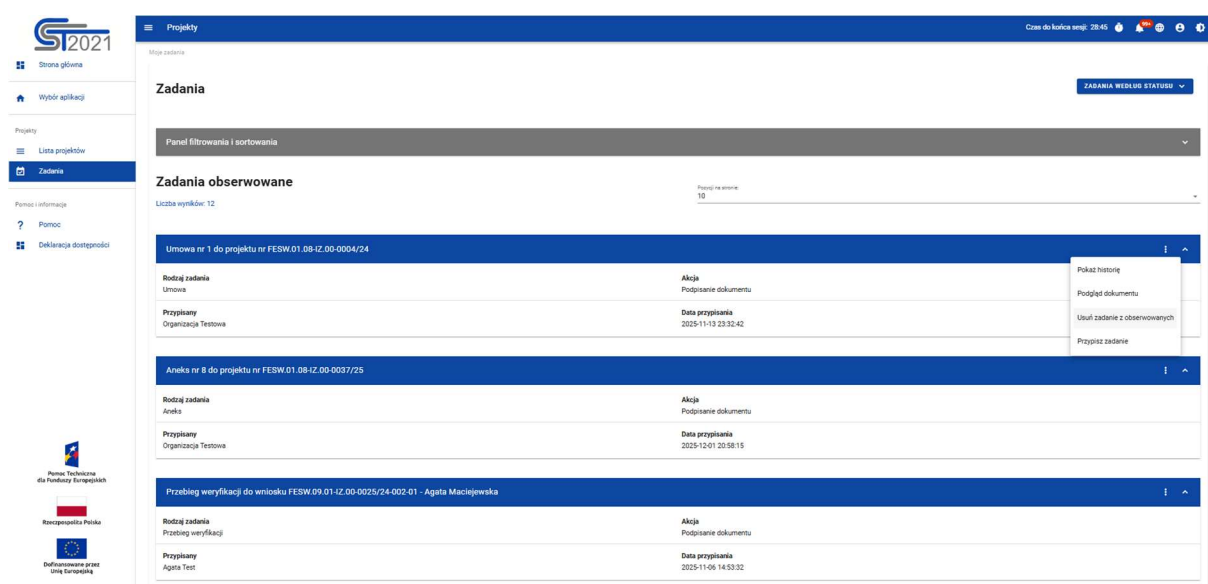 CST2021
Strona główna
Wybór aplikacji
Projekty
Lista projektów
Zadania
Pomoc i informacje
Pomoc
Deklaracja dostępności
Pomoc Techniczna
dla Funduszy Europejskich
Rzeczpospolita Polska
Dofinansowane przez
Unię Europejską
Projekty
Czas do końca sesji: 28:45
99+
Moje zadania
Zadania
ZADANIA WEDŁUG STATUSU
Panel filtrowania i sortowania
Zadania obserwowane
Liczba wyników: 12
Pozycji na stronie
10
Umowa nr 1 do projektu nr FESW.01.08-IZ.00-0004/24
Rodzaj zadania
Umowa
Akcja
Podpisanie dokumentu
Przypisany
Organizacja Testowa
Data przypisania
2025-11-13 23:32:42
Pokaż historię
Podgląd dokumentu
Usuń zadanie z obserwowanych
Przypisz zadanie
Aneks nr 8 do projektu nr FESW.01.08-IZ.00-0037/25
Rodzaj zadania
Aneks
Akcja
Podpisanie dokumentu
Przypisany
Organizacja Testowa
Data przypisania
2025-12-01 20:58:15
Przebieg weryfikacji do wniosku FESW.09.01-IZ.00-0025/24-002-01 - Agata Maciejewska
Rodzaj zadania
Przebieg weryfikacji
Akcja
Podpisanie dokumentu
Przypisany
Agata Test
Data przypisania
2025-11-06 14:53:32